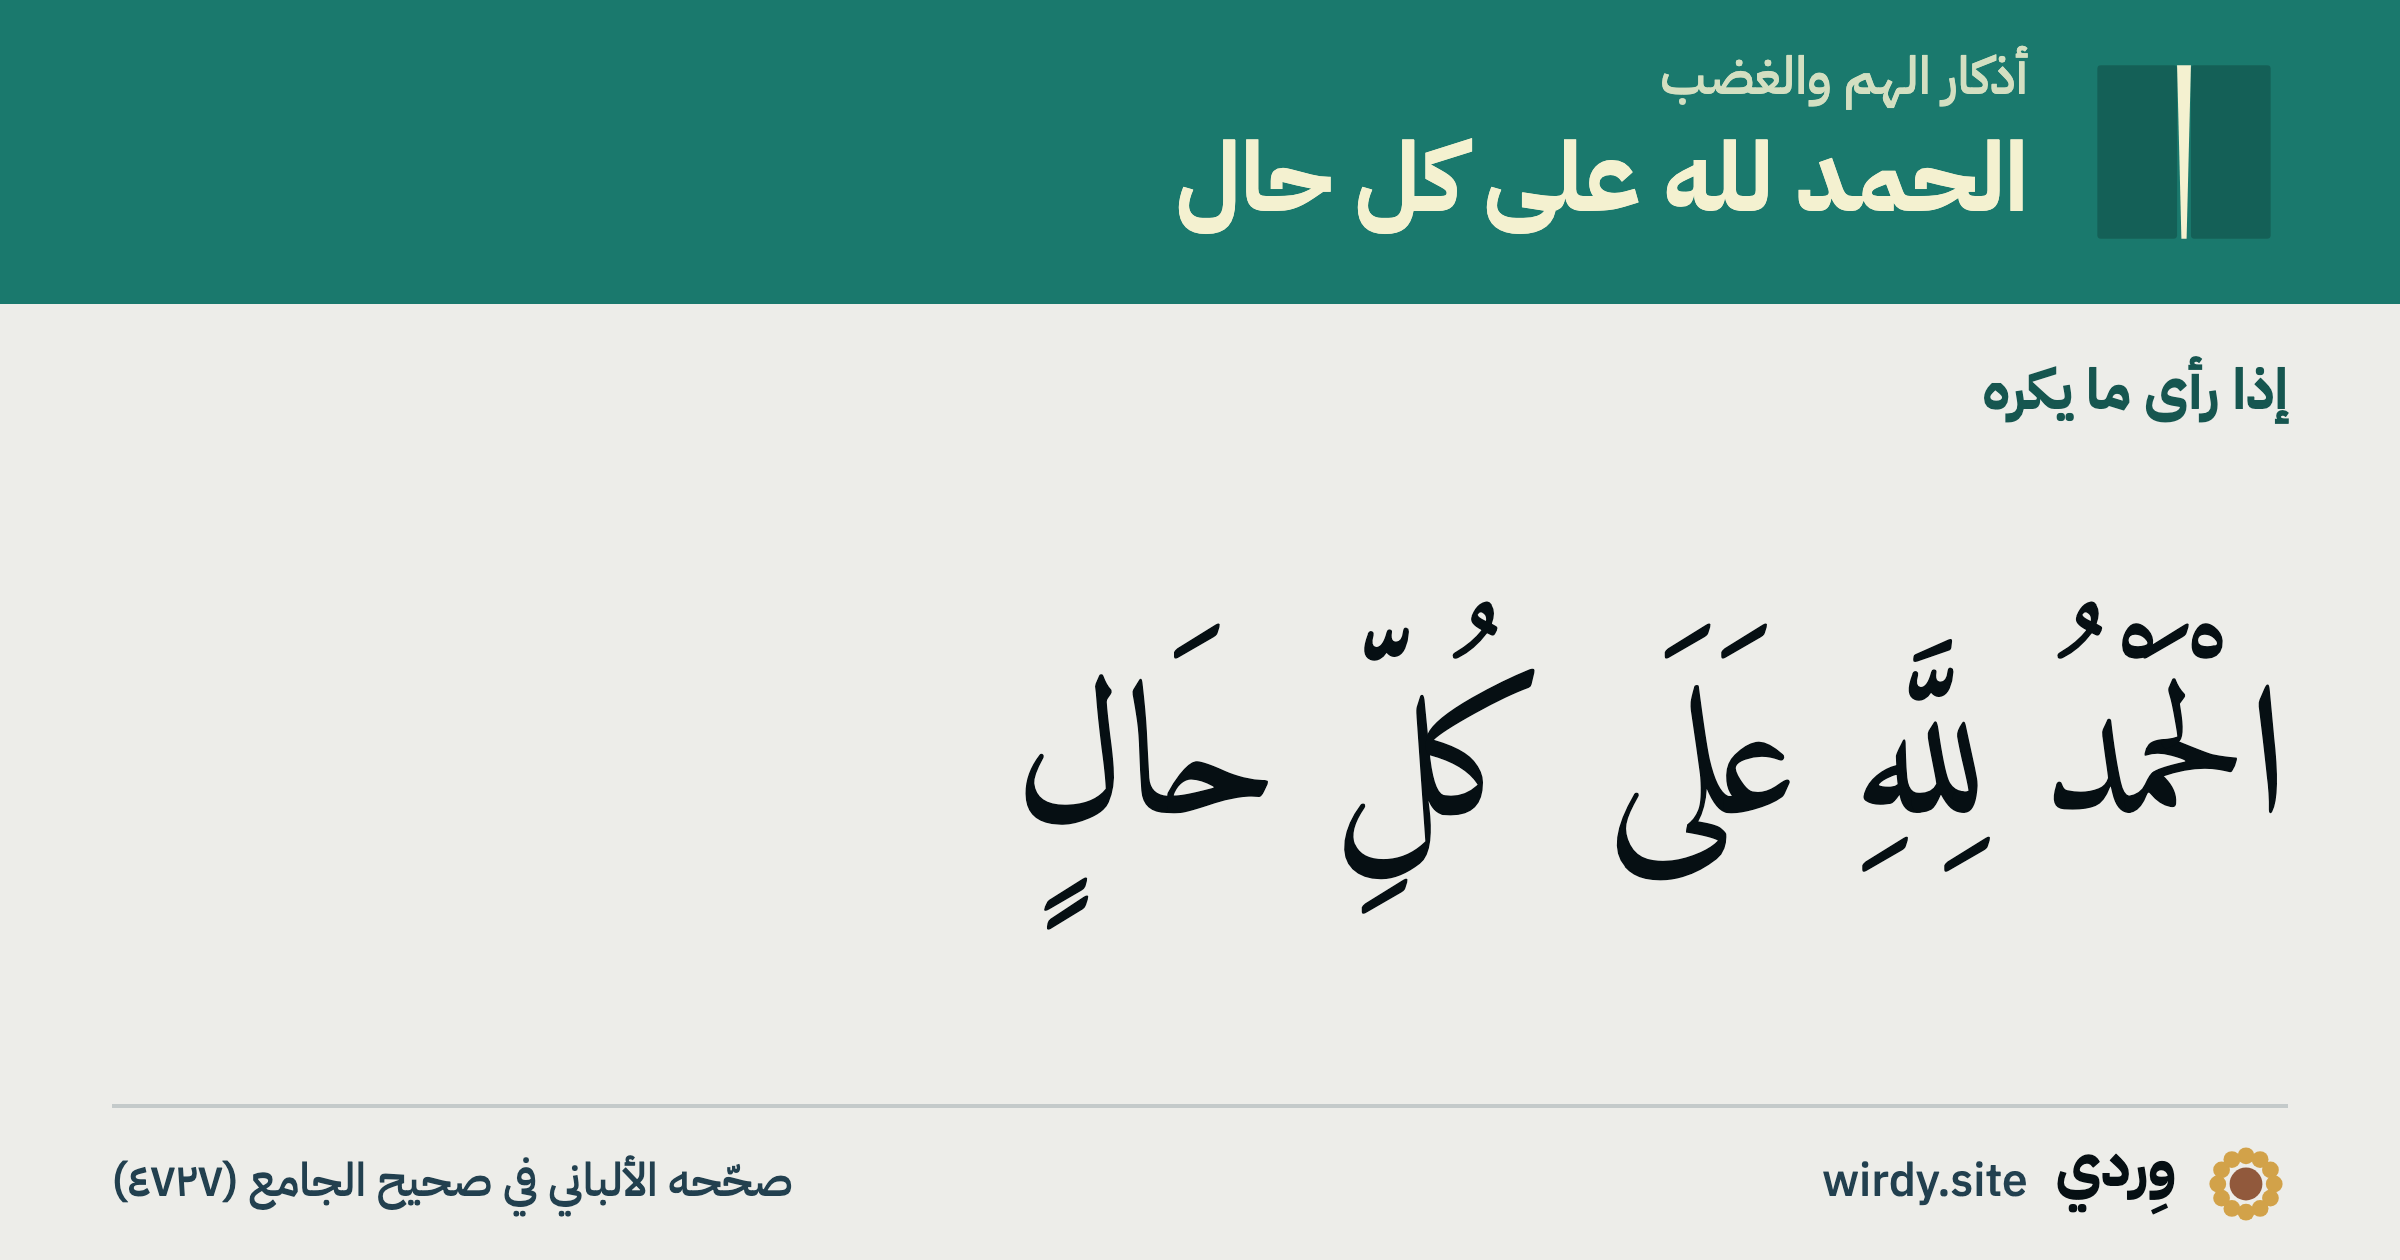 أذكار الهم والغضب
الحمد لله على كل حال
إذا رأى ما يكره
الْحَمْدُ لِلَّهِ عَلَى كُلِّ حَالٍ
وِردي wirdy.site
صحّحه الألباني في صحيح الجامع (٤٧٢٧)